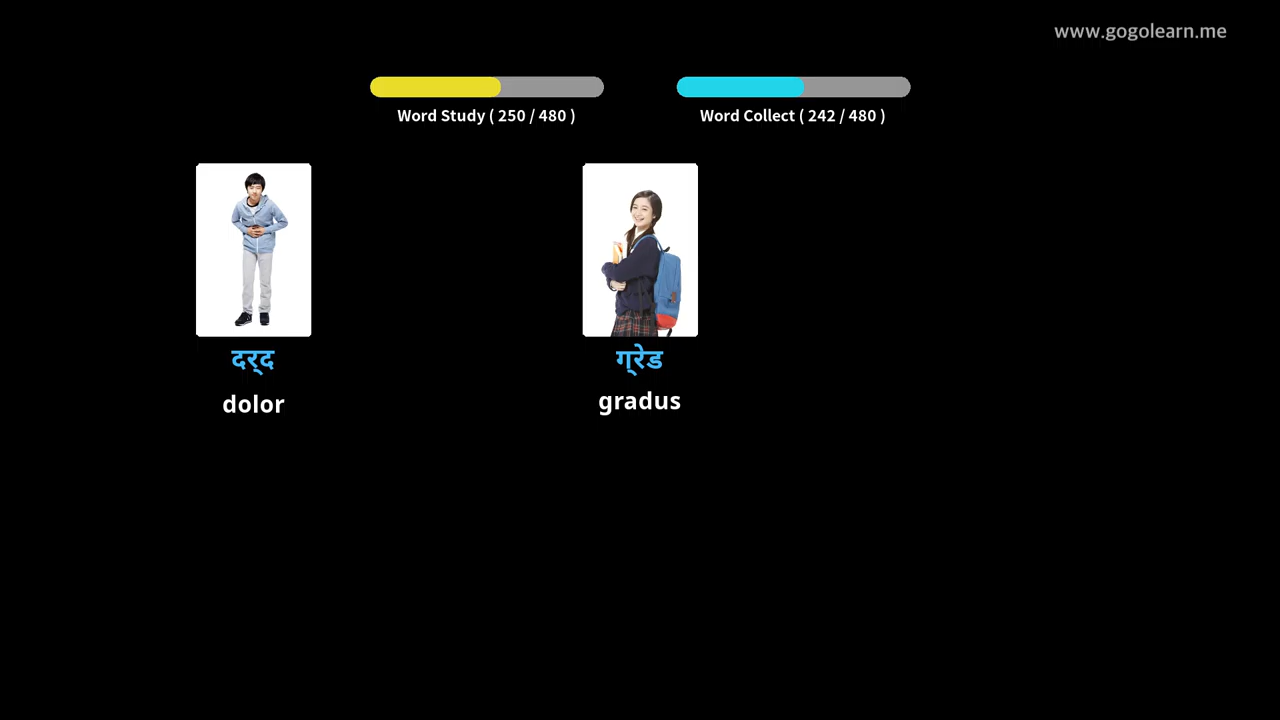 www.gogolearn.me
Word Study ( 250 / 480 )
Word Collect ( 242 / 480 )
दर्द
ग्रेड
dolor
gradus